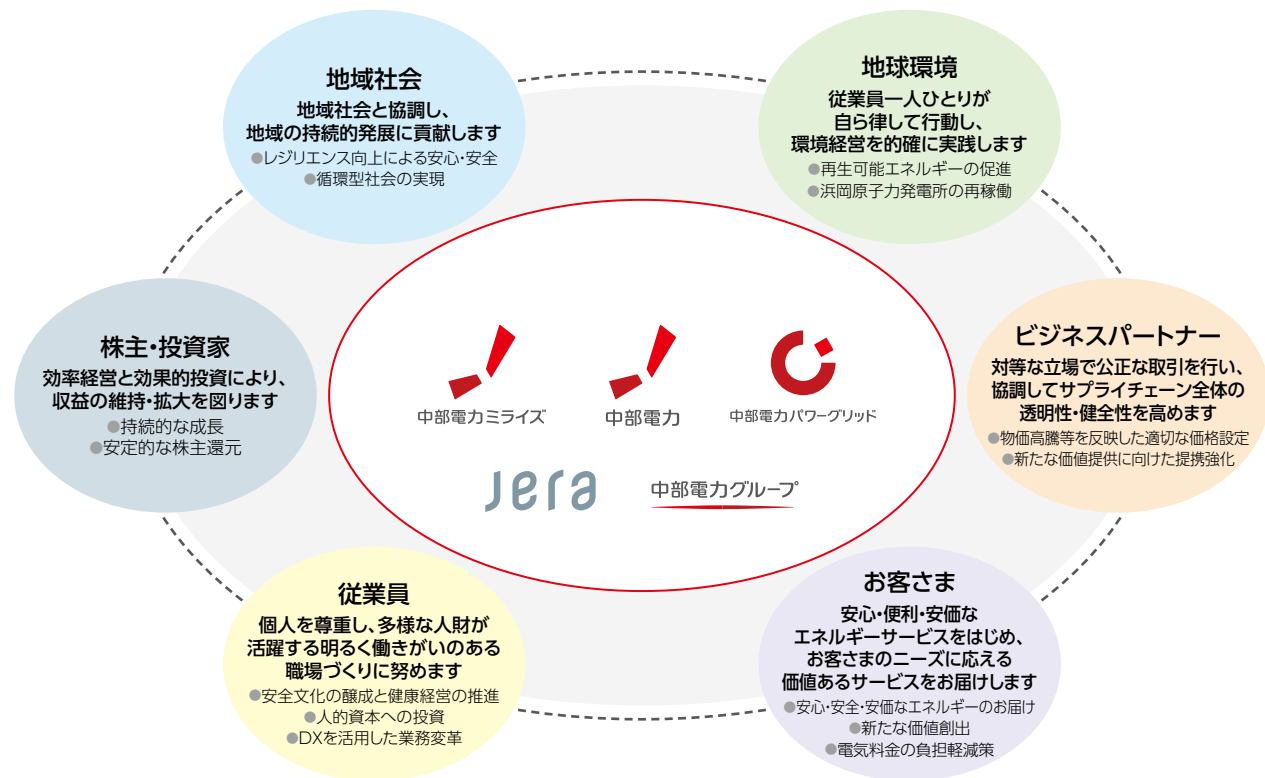 地域社会
地域社会と協調し、
地域の持続的発展に貢献します
●レジリエンス向上による安心・安全
●循環型社会の実現
地球環境
従業員一人ひとりが
自ら律して行動し、
環境経営を的確に実践します
●再生可能エネルギーの促進
●浜岡原子力発電所の再稼働
株主・投資家
効率経営と効果的投資により、
収益の維持・拡大を図ります
●持続的な成長
●安定的な株主還元
中部電力ミライズ
中部電力
中部電力パワーグリッド
Jera
中部電力グループ
ビジネスパートナー
対等な立場で公正な取引を行い、
協調してサプライチェーン全体の
透明性・健全性を高めます
●物価高騰等を反映した適切な価格設定
●新たな価値提供に向けた提携強化
従業員
個人を尊重し、多様な人財が
活躍する明るく働きがいのある
職場づくりに努めます
●安全文化の醸成と健康経営の推進
●人的資本への投資
●DXを活用した業務変革
お客さま
安心・便利・安価な
エネルギーサービスをはじめ、
お客さまのニーズに応える
価値あるサービスをお届けします
●安心・安全・安価なエネルギーのお届け
●新たな価値創出
●電気料金の負担軽減策